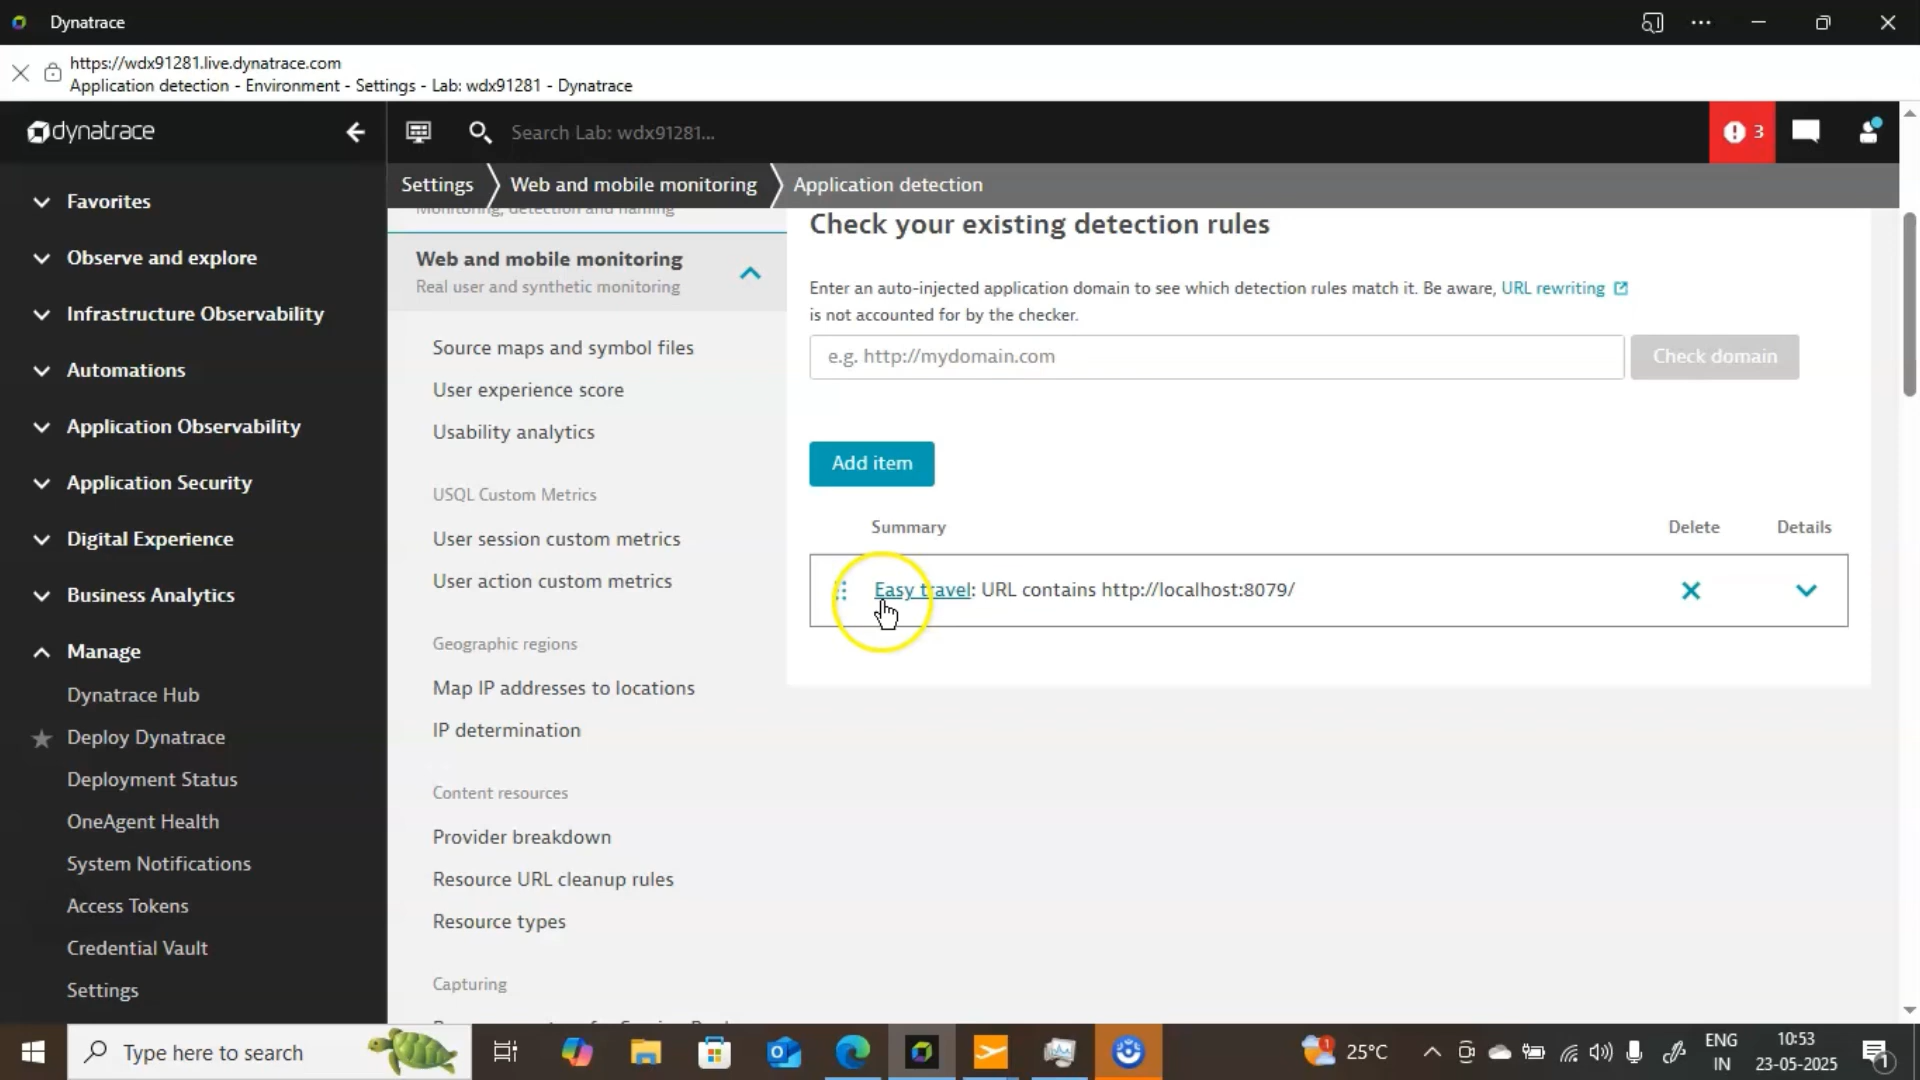 Dynatrace
https://wdx91281.live.dynatrace.com
Application detection - Environment - Settings - Lab: wdx91281 - Dynatrace
dynatrace
Search Lab: wdx91281...
3
Settings
Web and mobile monitoring
Application detection
Favorites
Observe and explore
Infrastructure Observability
Automations
Application Observability
Application Security
Digital Experience
Business Analytics
Manage
Dynatrace Hub
Deploy Dynatrace
Deployment Status
OneAgent Health
System Notifications
Access Tokens
Credential Vault
Settings
Monitoring, detection and naming
Web and mobile monitoring
Real user and synthetic monitoring
Source maps and symbol files
User experience score
Usability analytics
USQL Custom Metrics
User session custom metrics
User action custom metrics
Geographic regions
Map IP addresses to locations
IP determination
Content resources
Provider breakdown
Resource URL cleanup rules
Resource types
Capturing
Check your existing detection rules
Enter an auto-injected application domain to see which detection rules match it. Be aware, URL rewriting
is not accounted for by the checker.
e.g. http://mydomain.com
Check domain
Add item
Summary Delete Details
Easy travel: URL contains http://localhost:8079/
Type here to search
1
25°C
ENG
IN
10:53
23-05-2025
1